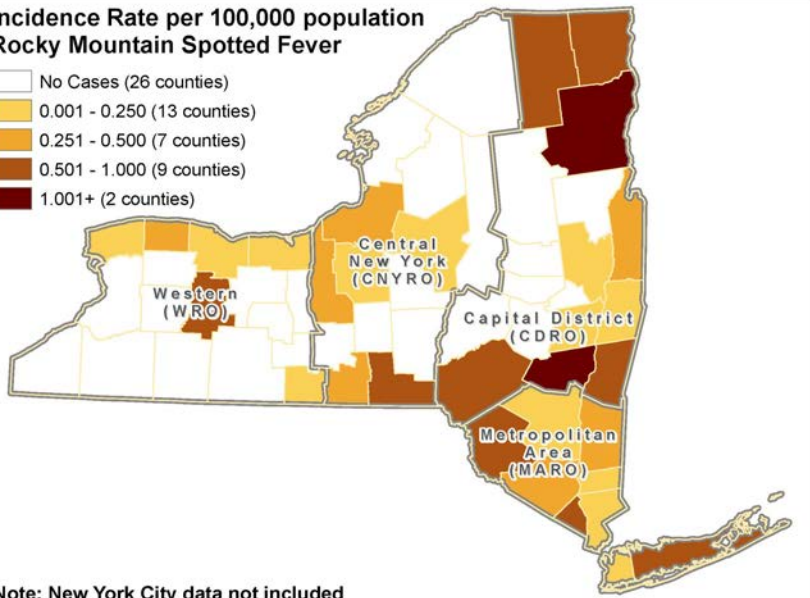 ncidence Rate per 100,000 population
Rocky Mountain Spotted Fever
No Cases (26 counties)
0.001 - 0.250 (13 counties)
0.251 - 0.500 (7 counties)
0.501 - 1.000 (9 counties)
1.001+ (2 counties)
Central
New York
(CNYRO)
Western
(WRO)
Capital District
(CDRO)
Metropolitan
Area
(MARO)
Note: New York City data not included